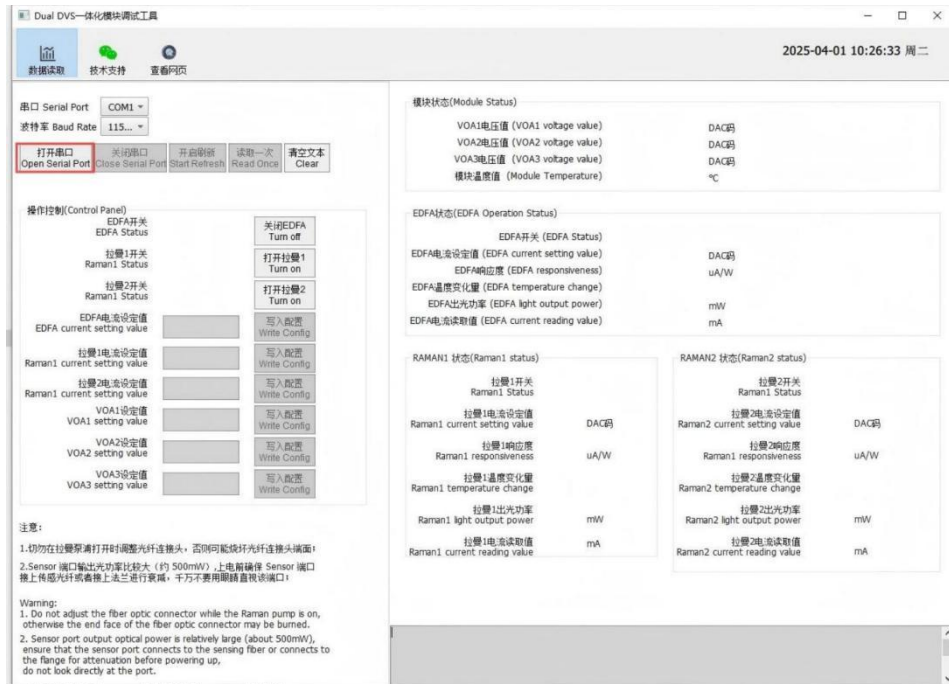 Dual DVS一体化模块调试工具
数据读取
技术支持
查看网页
2025-04-01 10:26:33 周二
串口 Serial Port COM1
波特率 Baud Rate 115...
打开串口
Open Serial Port
关闭串口
Close Serial Port
开启刷新
Start Refresh
读取一次
Read Once
清空文本
Clear
操作控制(Control Panel)
EDFA开关
EDFA Status
关闭EDFA
Turn off
拉曼1开关
Raman1 Status
打开拉曼1
Turn on
拉曼2开关
Raman1 Status
打开拉曼2
Turn on
EDFA电流设定值
EDFA current setting value
写入配置
Write Config
拉曼1电流设定值
Raman1 current setting value
写入配置
Write Config
拉曼2电流设定值
Raman1 current setting value
写入配置
Write Config
VOA1设定值
VOA1 setting value
写入配置
Write Config
VOA2设定值
VOA2 setting value
写入配置
Write Config
VOA3设定值
VOA3 setting value
写入配置
Write Config
注意:
1.切勿在拉曼泵浦打开时调整光纤连接头，否则可能烧坏光纤连接头端面!
2.Sensor 端口输出光功率比较大（约 500mW）,上电前确保 Sensor 端口
接上传感光纤或者接上法兰进行衰减，千万不要用眼睛直视该端口!
Warning:
1. Do not adjust the fiber optic connector while the Raman pump is on,
otherwise the end face of the fiber optic connector may be burned.
2. Sensor port output optical power is relatively large (about 500mW),
ensure that the sensor port connects to the sensing fiber or connects to
the flange for attenuation before powering up,
do not look directly at the port.
模块状态(Module Status)
VOA1电压值 (VOA1 voltage value) DAC码
VOA2电压值 (VOA2 voltage value) DAC码
VOA3电压值 (VOA3 voltage value) DAC码
模块温度值 (Module Temperature) ℃
EDFA状态(EDFA Operation Status)
EDFA开关 (EDFA Status)
EDFA电流设定值 (EDFA current setting value) DAC码
EDFA响应度 (EDFA responsiveness) uA/W
EDFA温度变化量 (EDFA temperature change)
EDFA出光功率 (EDFA light output power) mW
EDFA电流读取值 (EDFA current reading value) mA
RAMAN1 状态(Raman1 status)
拉曼1开关
Raman1 Status
拉曼1电流设定值
Raman1 current setting value DAC码
拉曼1响应度
Raman1 responsiveness uA/W
拉曼1温度变化量
Raman1 temperature change
拉曼1出光功率
Raman1 light output power mW
拉曼1电流读取值
Raman1 current reading value mA
RAMAN2 状态(Raman2 status)
拉曼2开关
Raman1 Status
拉曼2电流设定值
Raman2 current setting value DAC码
拉曼2响应度
Raman1 responsiveness uA/W
拉曼2温度变化量
Raman2 temperature change
拉曼2出光功率
Raman2 light output power mW
拉曼2电流读取值
Raman2 current reading value mA